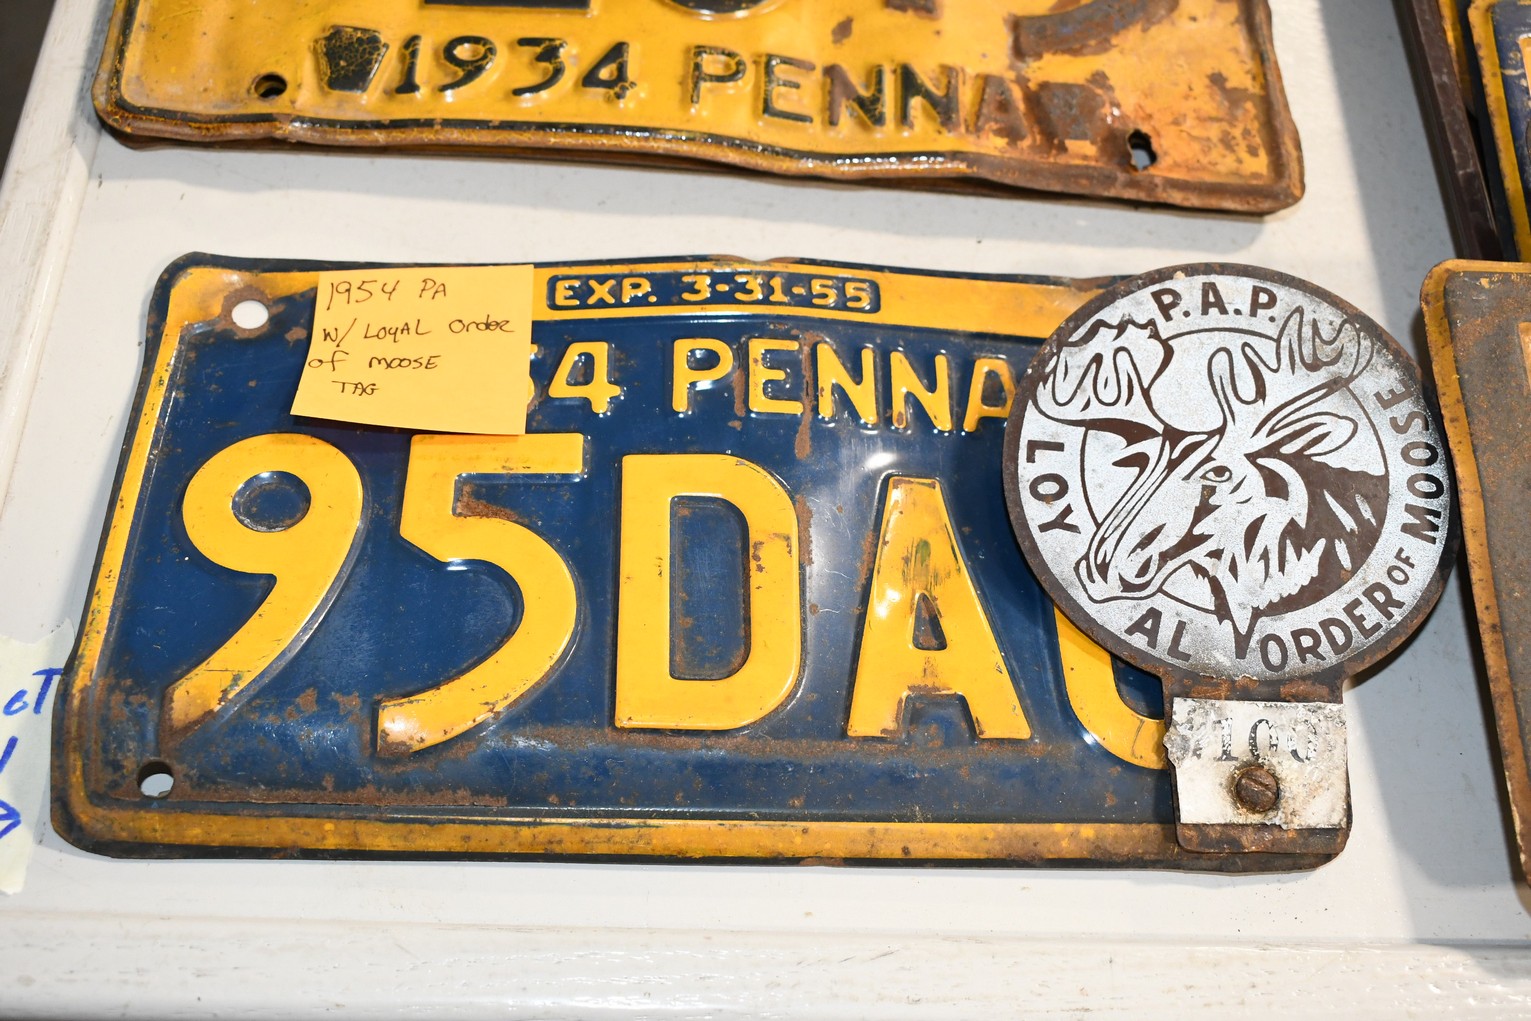 1934 PENNA
EXP. 3-31-55
1954 PA
W/ LOYAL Order
of MOOSE
TAG
54 PENNA
95DA
P.A.P.
LOYAL ORDER OF MOOSE
100